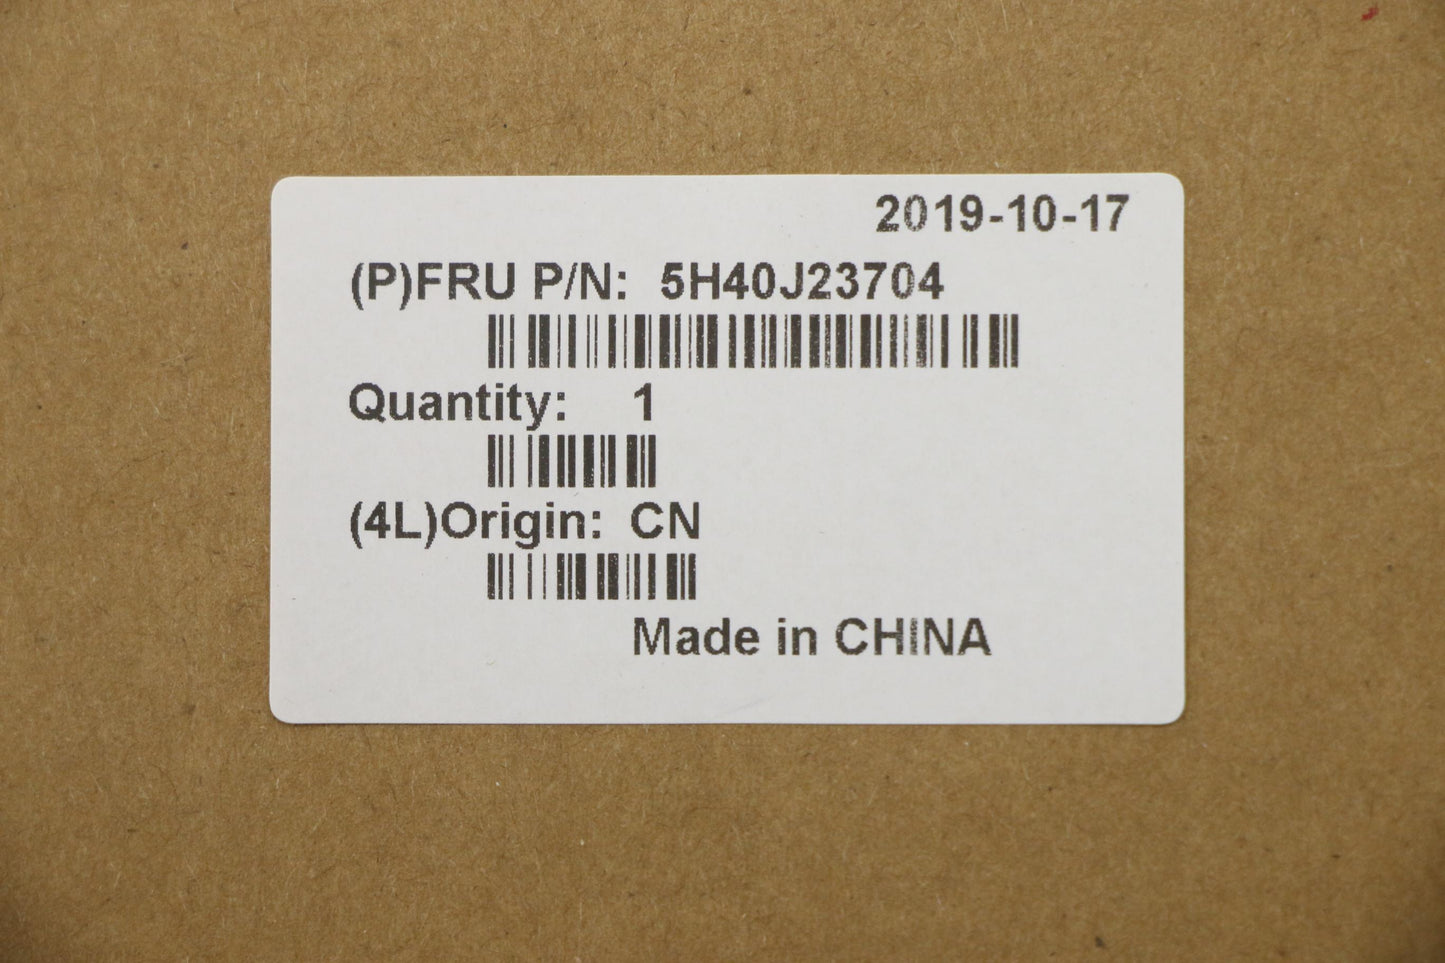 2019-10-17
(P)FRU P/N: 5H40J23704
Quantity: 1
(4L)Origin: CN
Made in CHINA